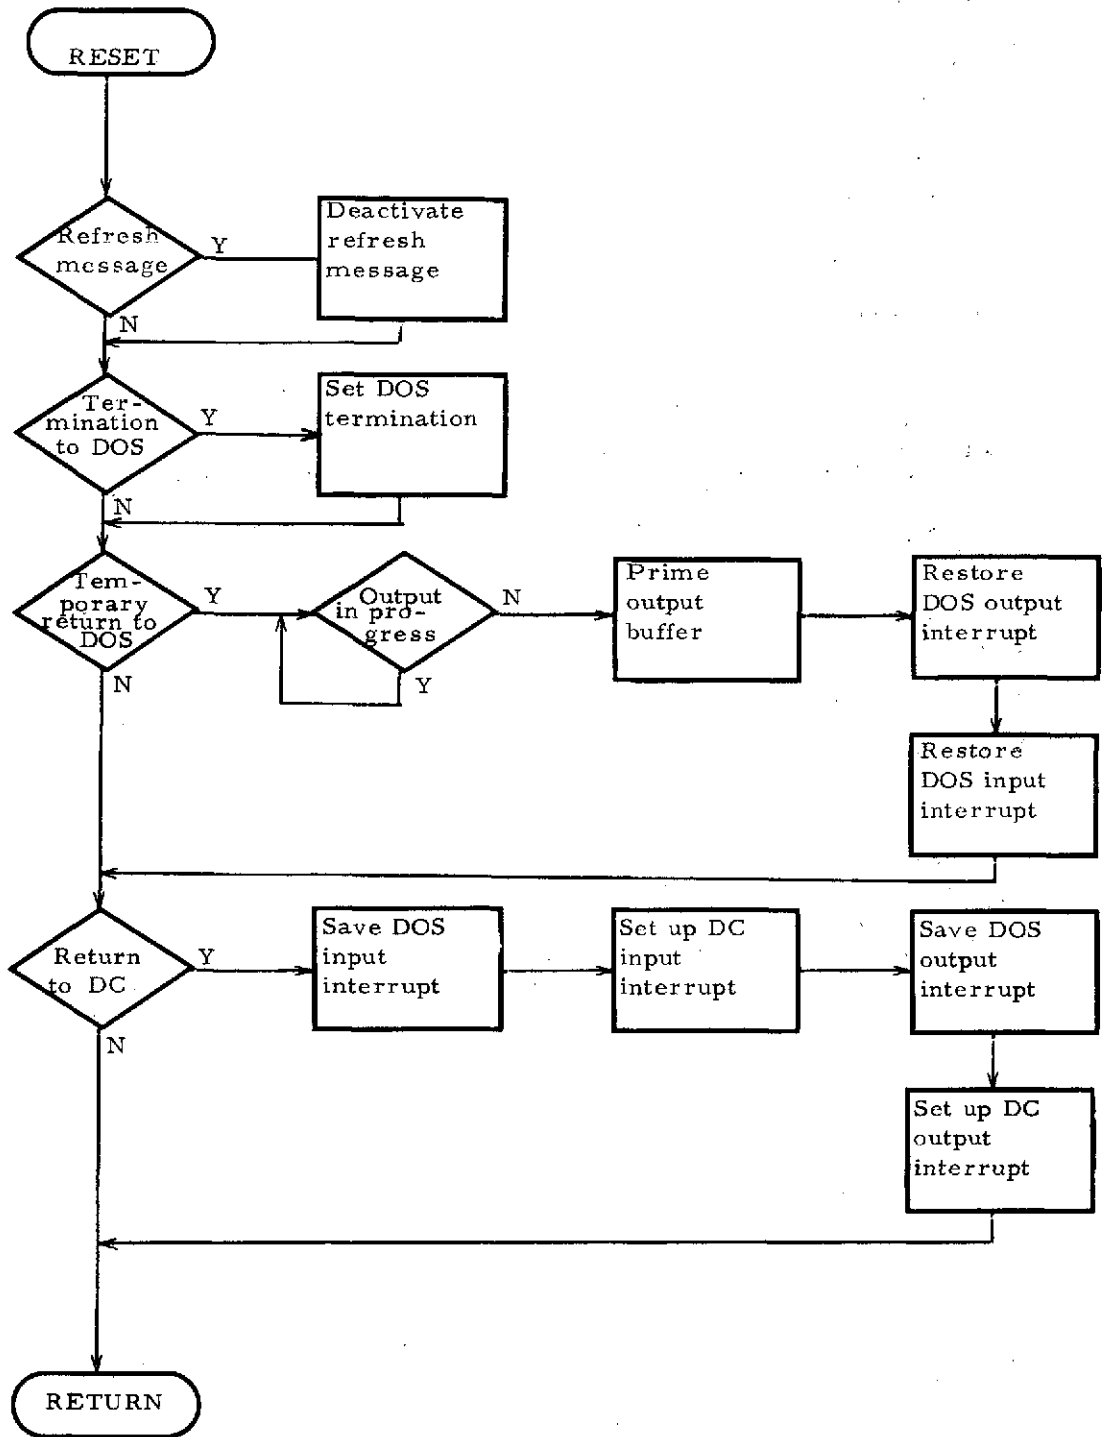 RESET
Refresh
message
Y
Deactivate
refresh
message
N
Ter-
mination
to DOS
Y
Set DOS
termination
N
Tem-
porary
return to
DOS
Y
Output
in pro-
gress
N
Y
Prime
output
buffer
Restore
DOS output
interrupt
N
Restore
DOS input
interrupt
Return
to DC
Y
Save DOS
input
interrupt
Set up DC
input
interrupt
Save DOS
output
interrupt
N
Set up DC
output
interrupt
RETURN